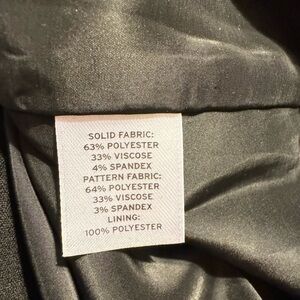 SOLID FABRIC:
63% POLYESTER
33% VISCOSE
4% SPANDEX
PATTERN FABRIC:
64% POLYESTER
33% VISCOSE
3% SPANDEX
LINING:
100% POLYESTER